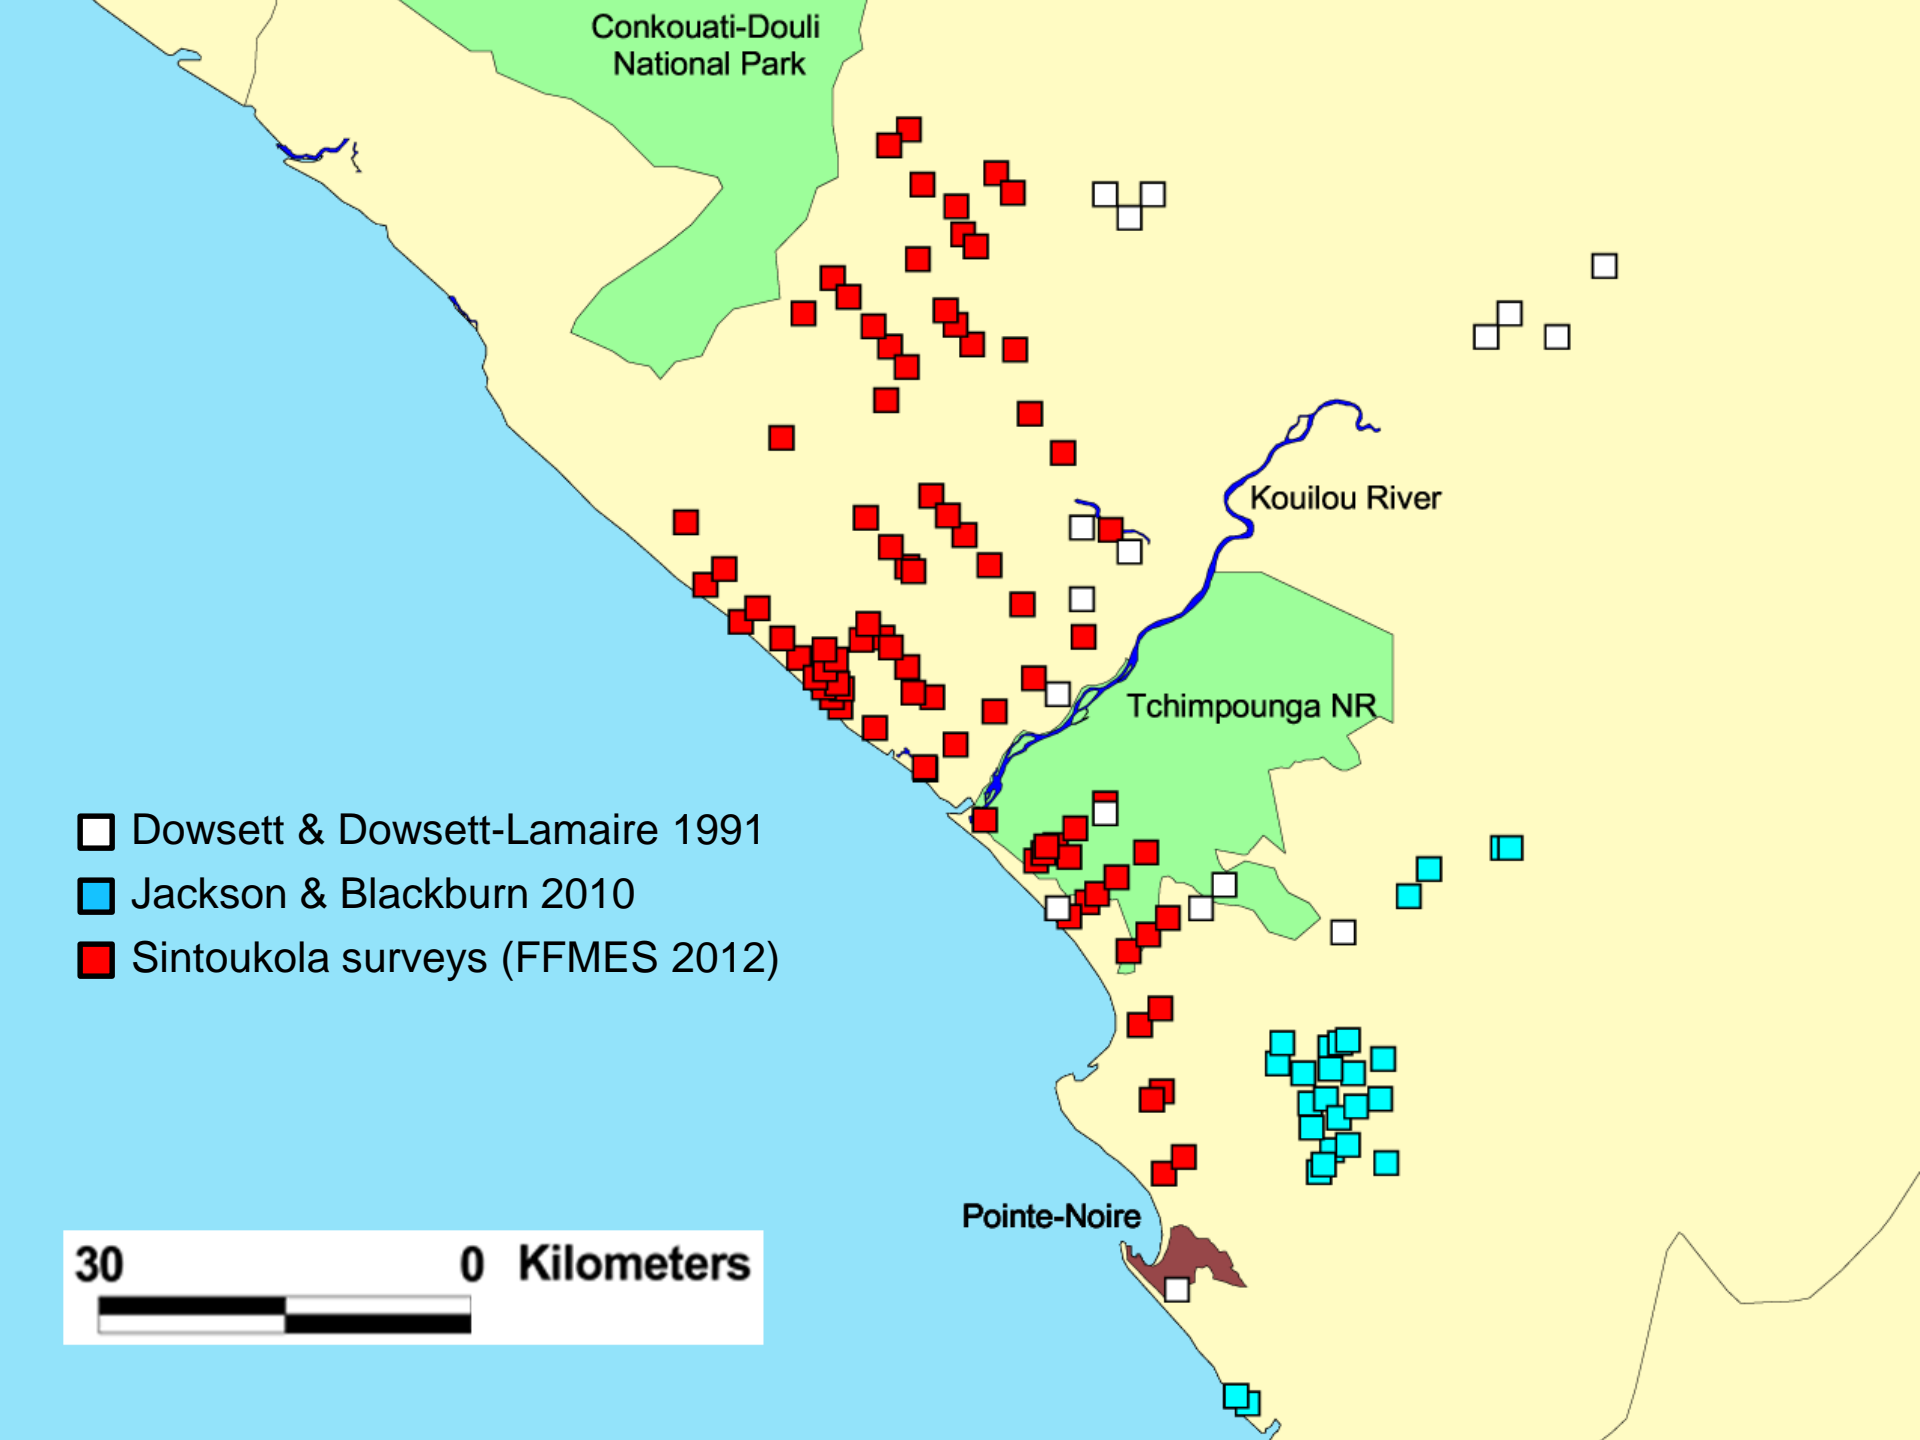 Conkouati-Douli
National Park
Kouilou River
Tchimpounga NR
Dowsett & Dowsett-Lamaire 1991
Jackson & Blackburn 2010
Sintoukola surveys (FFMES 2012)
Pointe-Noire
30 0 Kilometers